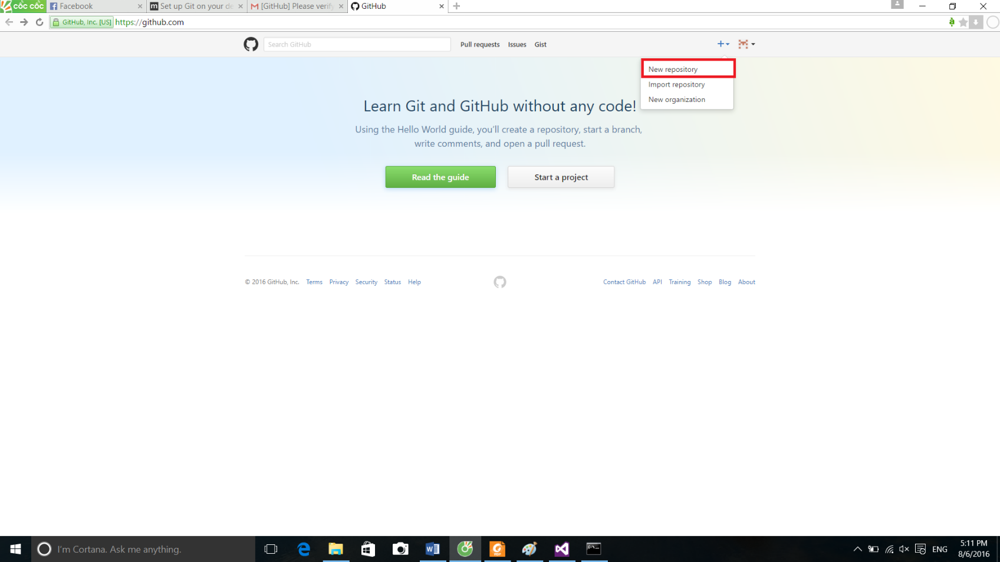 cốc cốc
Facebook
Set up Git on your de
[GitHub] Please verify
GitHub
GitHub, Inc. [US]
https://github.com
Search GitHub
Pull requests
Issues
Gist
New repository
Import repository
New organization
Learn Git and GitHub without any code!
Using the Hello World guide, you’ll create a repository, start a branch,
write comments, and open a pull request.
Read the guide
Start a project
© 2016 GitHub, Inc.
Terms
Privacy
Security
Status
Help
Contact GitHub
API
Training
Shop
Blog
About
I'm Cortana. Ask me anything.
ENG
5:11 PM
8/6/2016